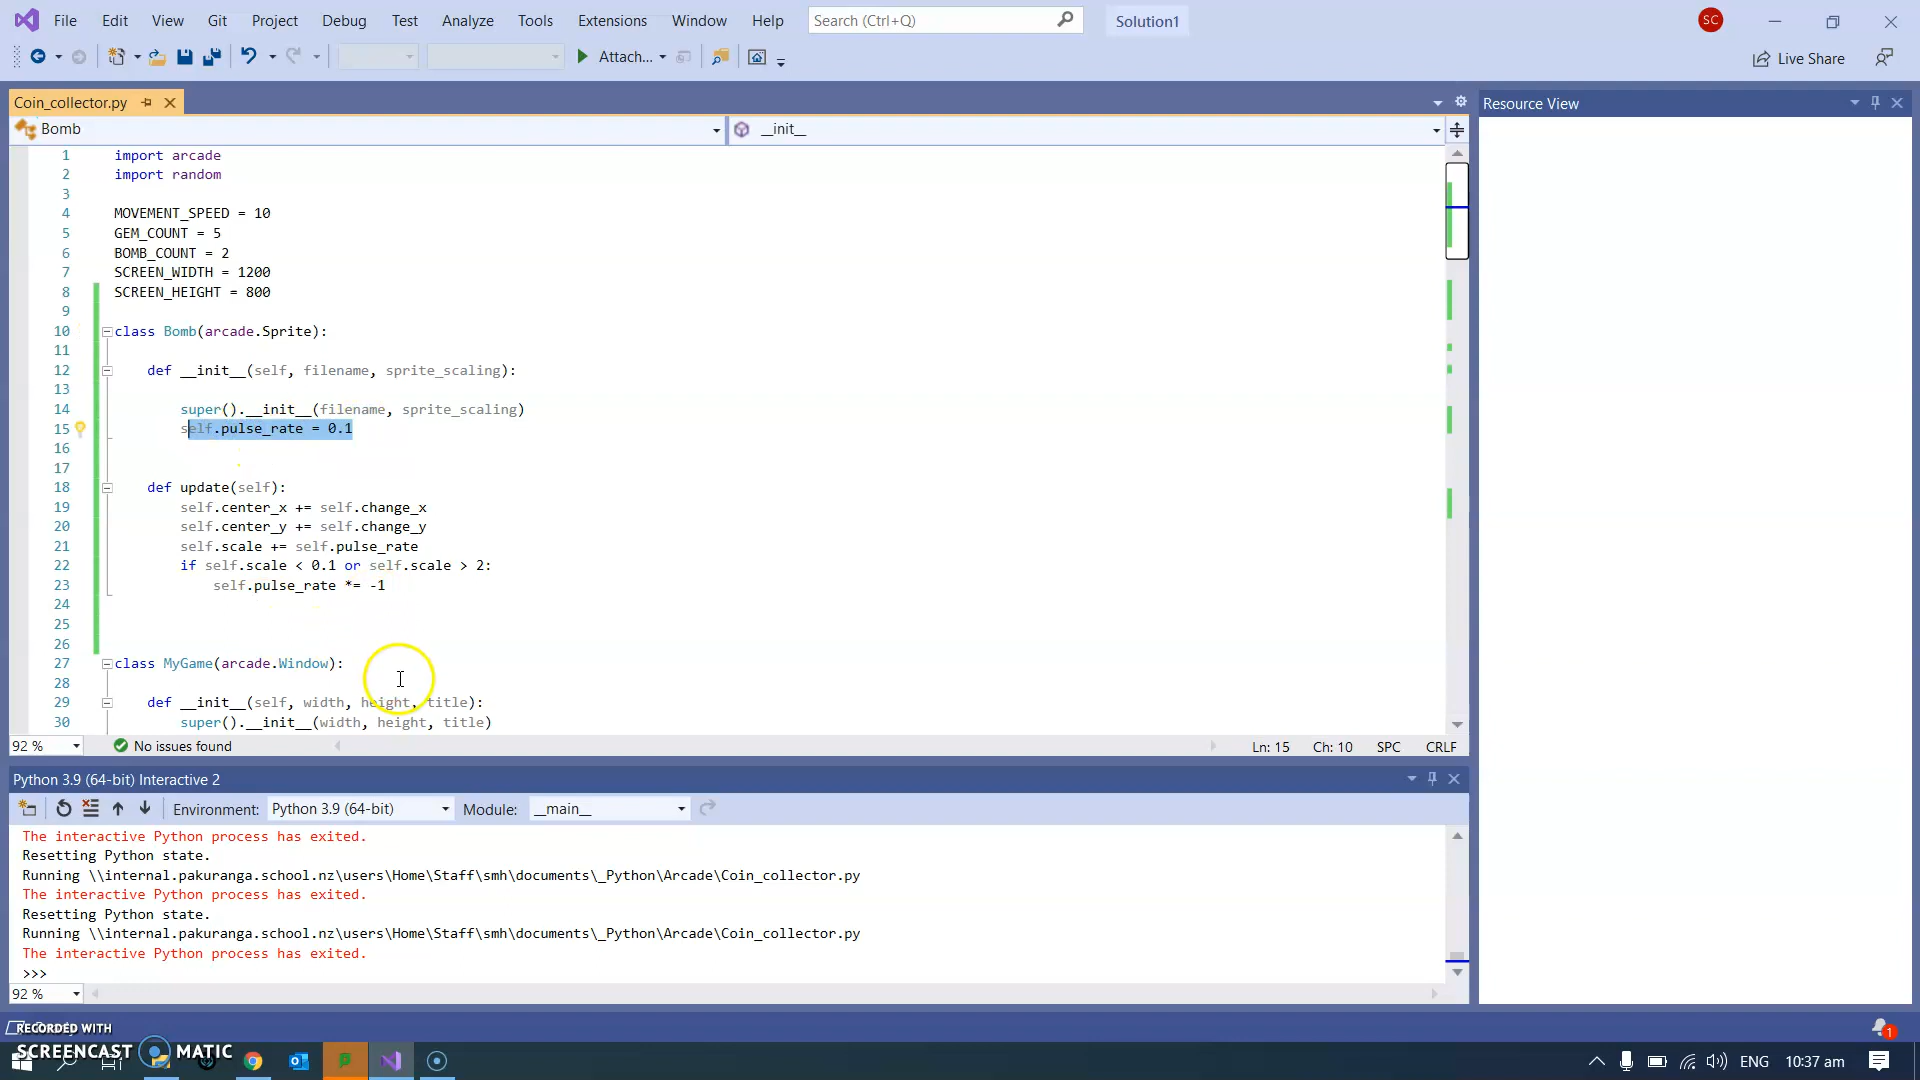 File Edit View Git Project Debug Test Analyze Tools Extensions Window Help Search (Ctrl+Q) Solution1 SC
Attach... Live Share
Coin_collector.py
Resource View
Bomb __init__
1 import arcade
2 import random
3
4 MOVEMENT_SPEED = 10
5 GEM_COUNT = 5
6 BOMB_COUNT = 2
7 SCREEN_WIDTH = 1200
8 SCREEN_HEIGHT = 800
9
10 class Bomb(arcade.Sprite):
11
12 def __init__(self, filename, sprite_scaling):
13
14 super().__init__(filename, sprite_scaling)
15 self.pulse_rate = 0.1
16
17
18 def update(self):
19 self.center_x += self.change_x
20 self.center_y += self.change_y
21 self.scale += self.pulse_rate
22 if self.scale < 0.1 or self.scale > 2:
23 self.pulse_rate *= -1
24
25
26
27 class MyGame(arcade.Window):
28
29 def __init__(self, width, height, title):
30 super().__init__(width, height, title)
92 % No issues found Ln: 15 Ch: 10 SPC CRLF
Python 3.9 (64-bit) Interactive 2
Environment: Python 3.9 (64-bit) Module: __main__
The interactive Python process has exited.
Resetting Python state.
Running \\internal.pakuranga.school.nz\users\Home\Staff\smh\documents\_Python\Arcade\Coin_collector.py
The interactive Python process has exited.
Resetting Python state.
Running \\internal.pakuranga.school.nz\users\Home\Staff\smh\documents\_Python\Arcade\Coin_collector.py
The interactive Python process has exited.
>>>
92 %
RECORDED WITH
SCREENCAST MATIC
1
ENG 10:37 am